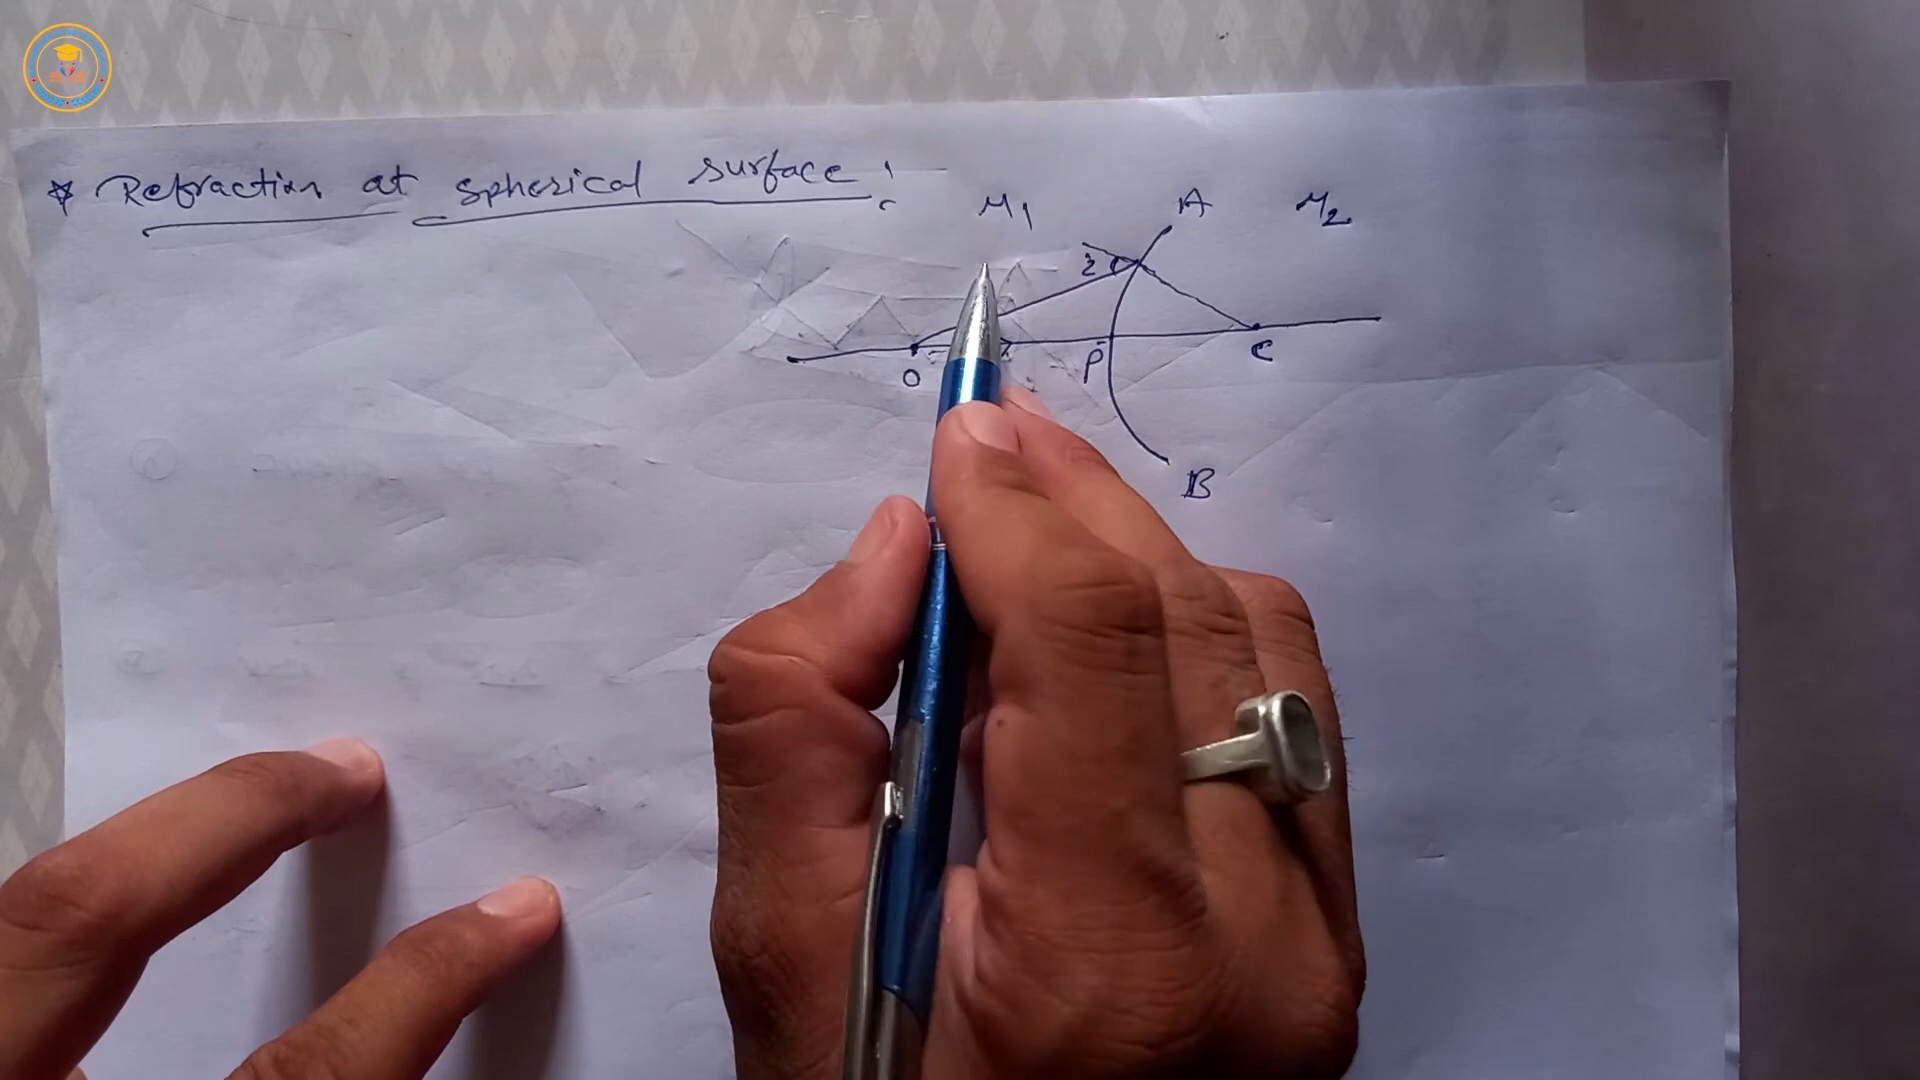 * Refraction at spherical surface :
μ1 A μ2
i
O P C
B